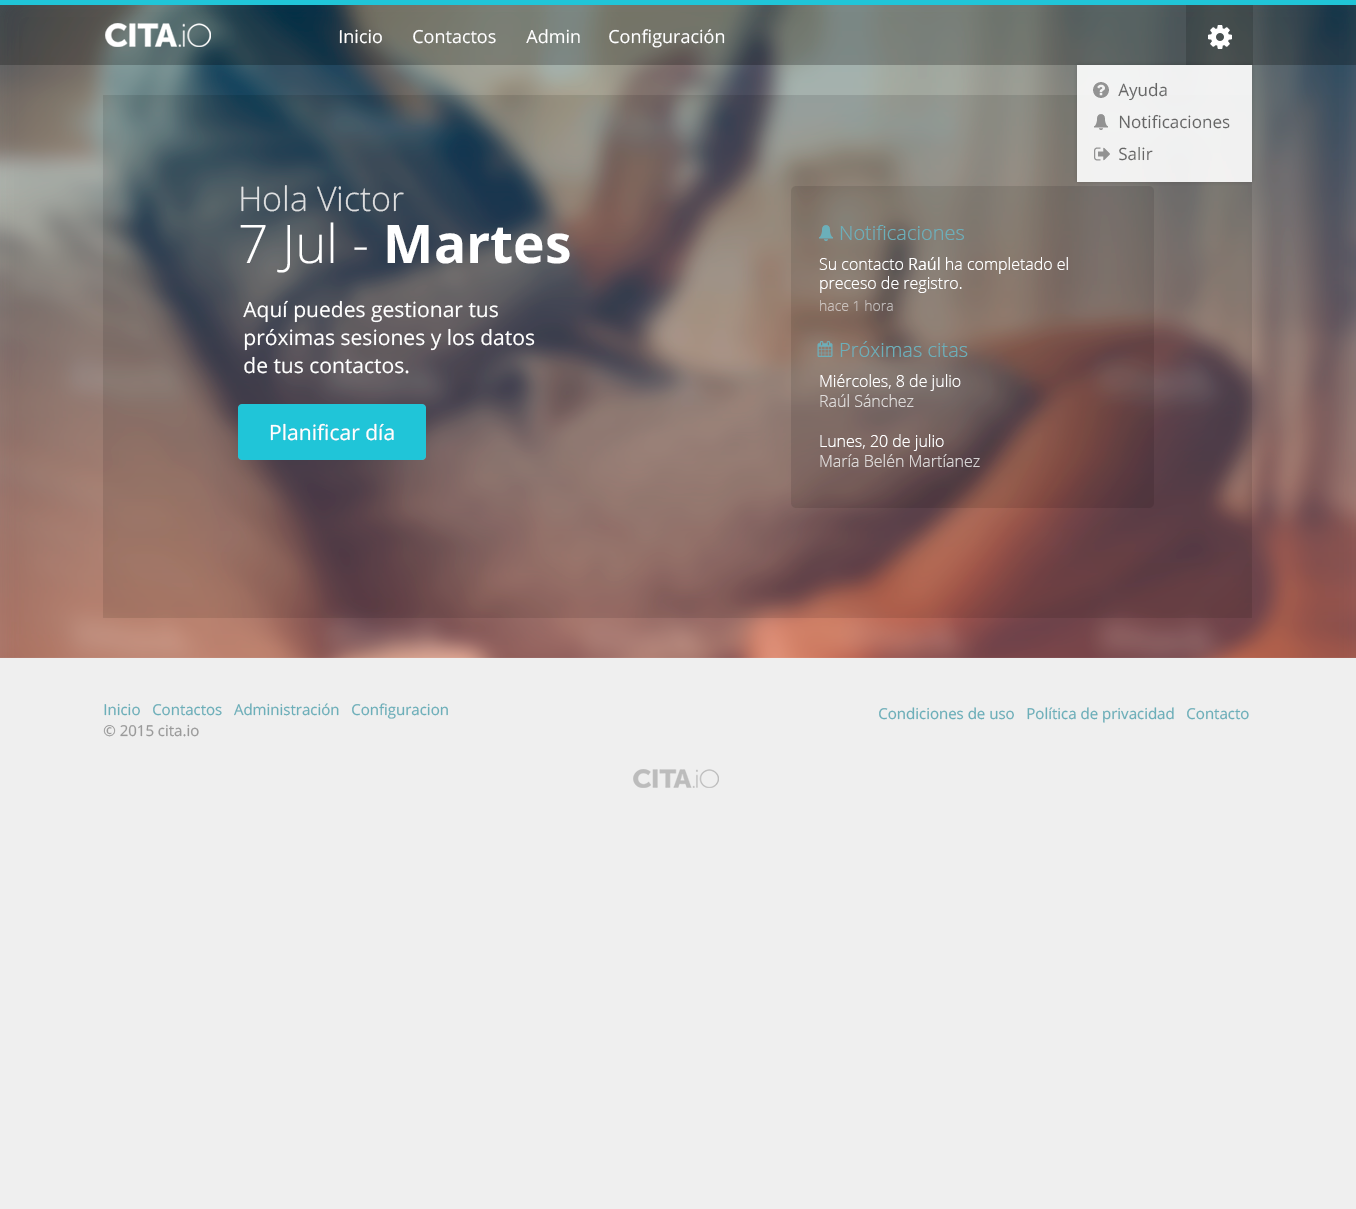 CITA.iO
Inicio Contactos Admin Configuración
Ayuda
Notificaciones
Salir
Hola Victor
7 Jul - Martes
Aquí puedes gestionar tus
próximas sesiones y los datos
de tus contactos.
Planificar día
Notificaciones
Su contacto Raúl ha completado el
preceso de registro.
hace 1 hora
Próximas citas
Miércoles, 8 de julio
Raúl Sánchez
Lunes, 20 de julio
María Belén Martíanez
Inicio Contactos Administración Configuracion
© 2015 cita.io
Condiciones de uso Política de privacidad Contacto
CITA.iO